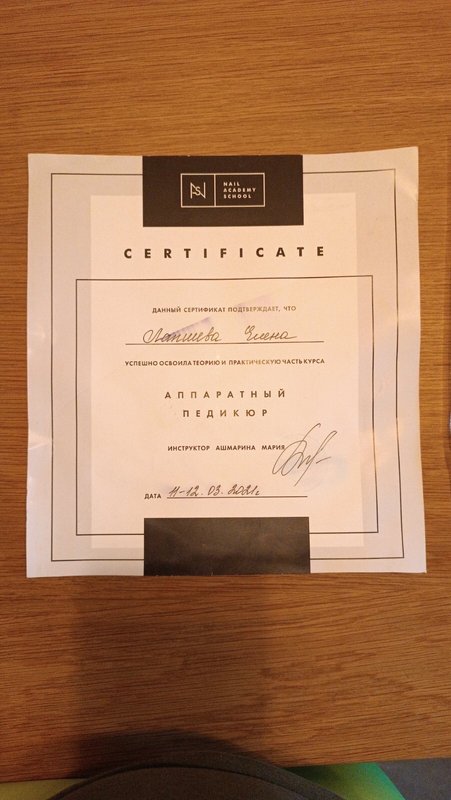 NAIL
ACADEMY
SCHOOL
CERTIFICATE
ДАННЫЙ СЕРТИФИКАТ ПОДТВЕРЖДАЕТ, ЧТО
Лапшева Елена
УСПЕШНО ОСВОИЛА ТЕОРИЮ И ПРАКТИЧЕСКУЮ ЧАСТЬ КУРСА
АППАРАТНЫЙ
ПЕДИКЮР
ИНСТРУКТОР АШМАРИНА МАРИЯ
ДАТА 11-12.03.2021г